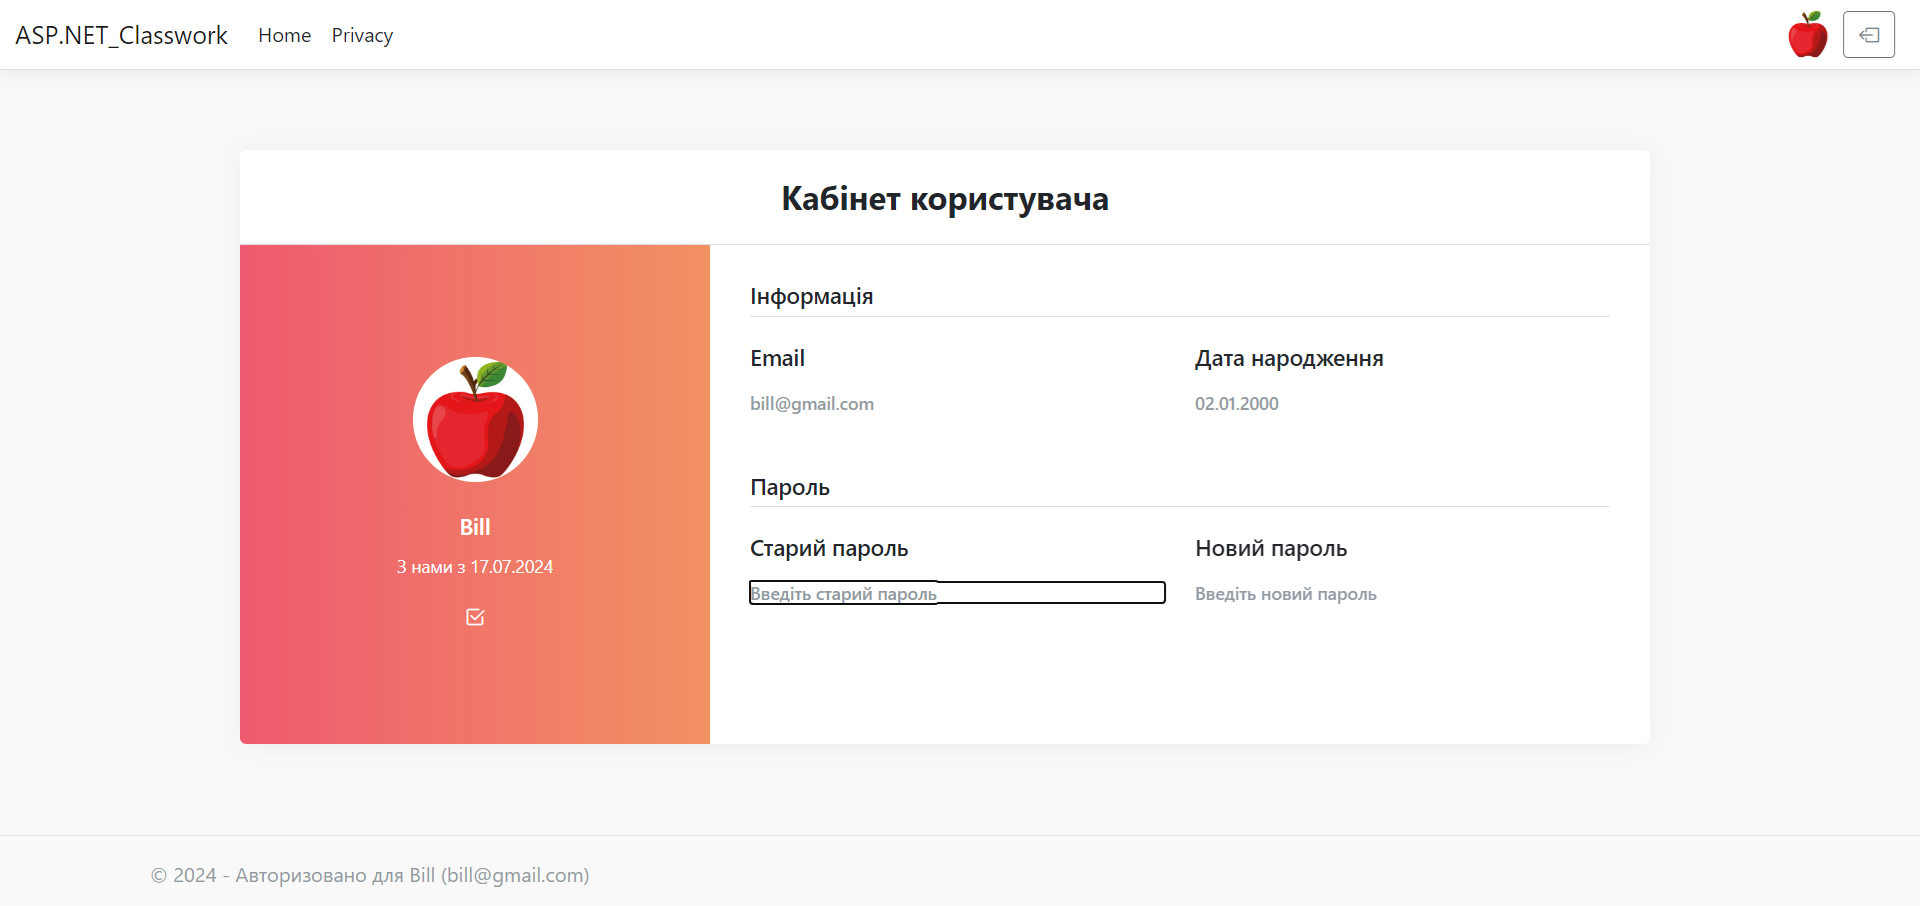 ASP.NET_Classwork Home Privacy
Кабінет користувача
Інформація
Email Дата народження
bill@gmail.com 02.01.2000
Bill
З нами з 17.07.2024
Пароль
Старий пароль Новий пароль
Введіть старий пароль Введіть новий пароль
© 2024 - Авторизовано для Bill (bill@gmail.com)